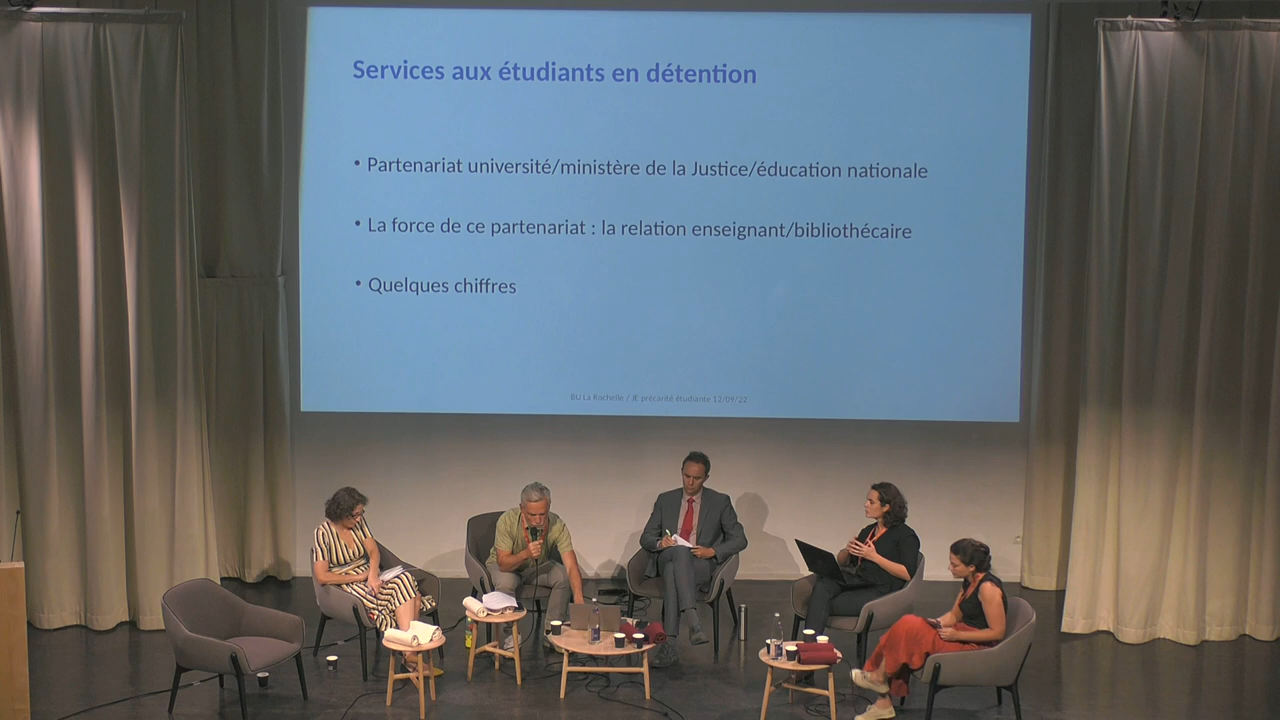 Services aux étudiants en détention
• Partenariat université/ministère de la Justice/éducation nationale
• La force de ce partenariat : la relation enseignant/bibliothécaire
• Quelques chiffres
BU La Rochelle / JE précarité étudiante 12/09/22